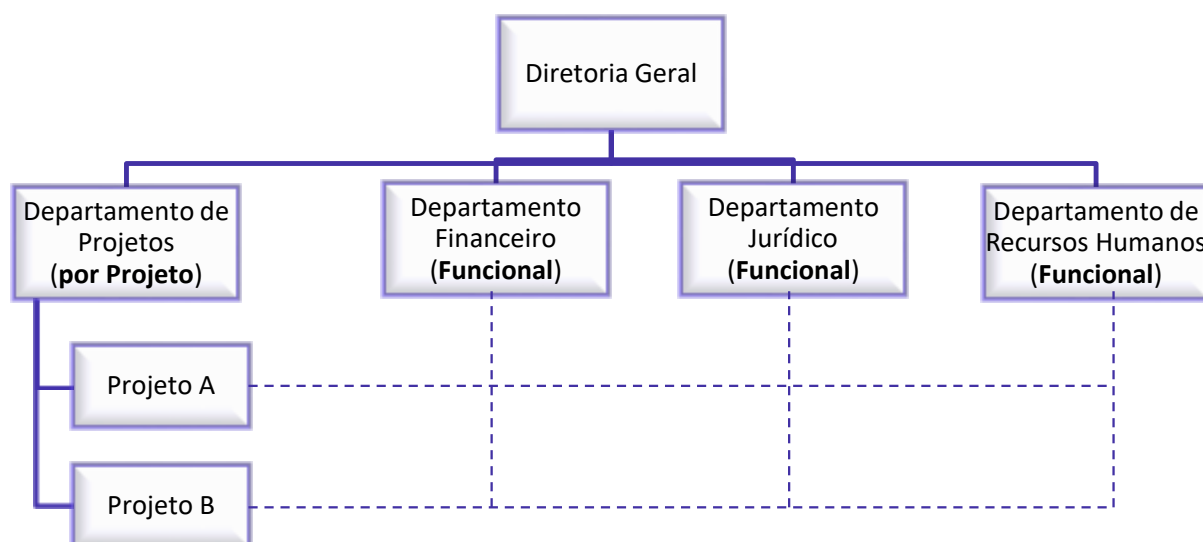 Diretoria Geral
Departamento de
Projetos
(por Projeto)
Departamento
Financeiro
(Funcional)
Departamento
Jurídico
(Funcional)
Departamento de
Recursos Humanos
(Funcional)
Projeto A
Projeto B